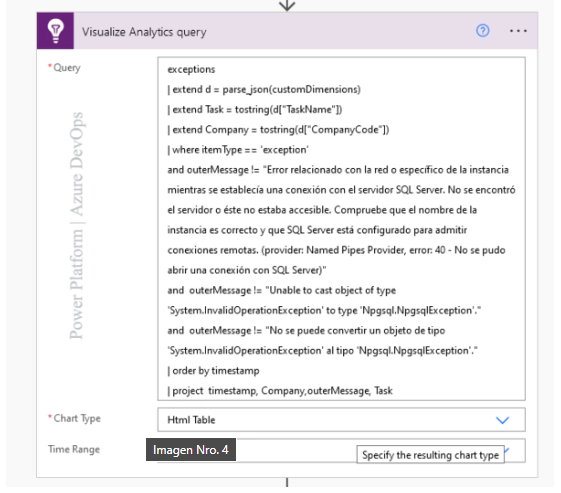 Visualize Analytics query
* Query
exceptions
| extend d = parse_json(customDimensions)
| extend Task = tostring(d["TaskName"])
| extend Company = tostring(d["CompanyCode"])
| where itemType == 'exception'
and outerMessage != "Error relacionado con la red o específico de la instancia
mientras se establecía una conexión con el servidor SQL Server. No se encontró
el servidor o éste no estaba accesible. Compruebe que el nombre de la
instancia es correcto y que SQL Server está configurado para admitir
conexiones remotas. (provider: Named Pipes Provider, error: 40 - No se pudo
abrir una conexión con SQL Server)"
and outerMessage != "Unable to cast object of type
'System.InvalidOperationException' to type 'Npgsql.NpgsqlException'."
and outerMessage != "No se puede convertir un objeto de tipo
'System.InvalidOperationException' al tipo 'Npgsql.NpgsqlException'."
| order by timestamp
| project timestamp, Company,outerMessage, Task
Power Platform | Azure DevOps
* Chart Type
Html Table
Time Range
Imagen Nro. 4
Specify the resulting chart type